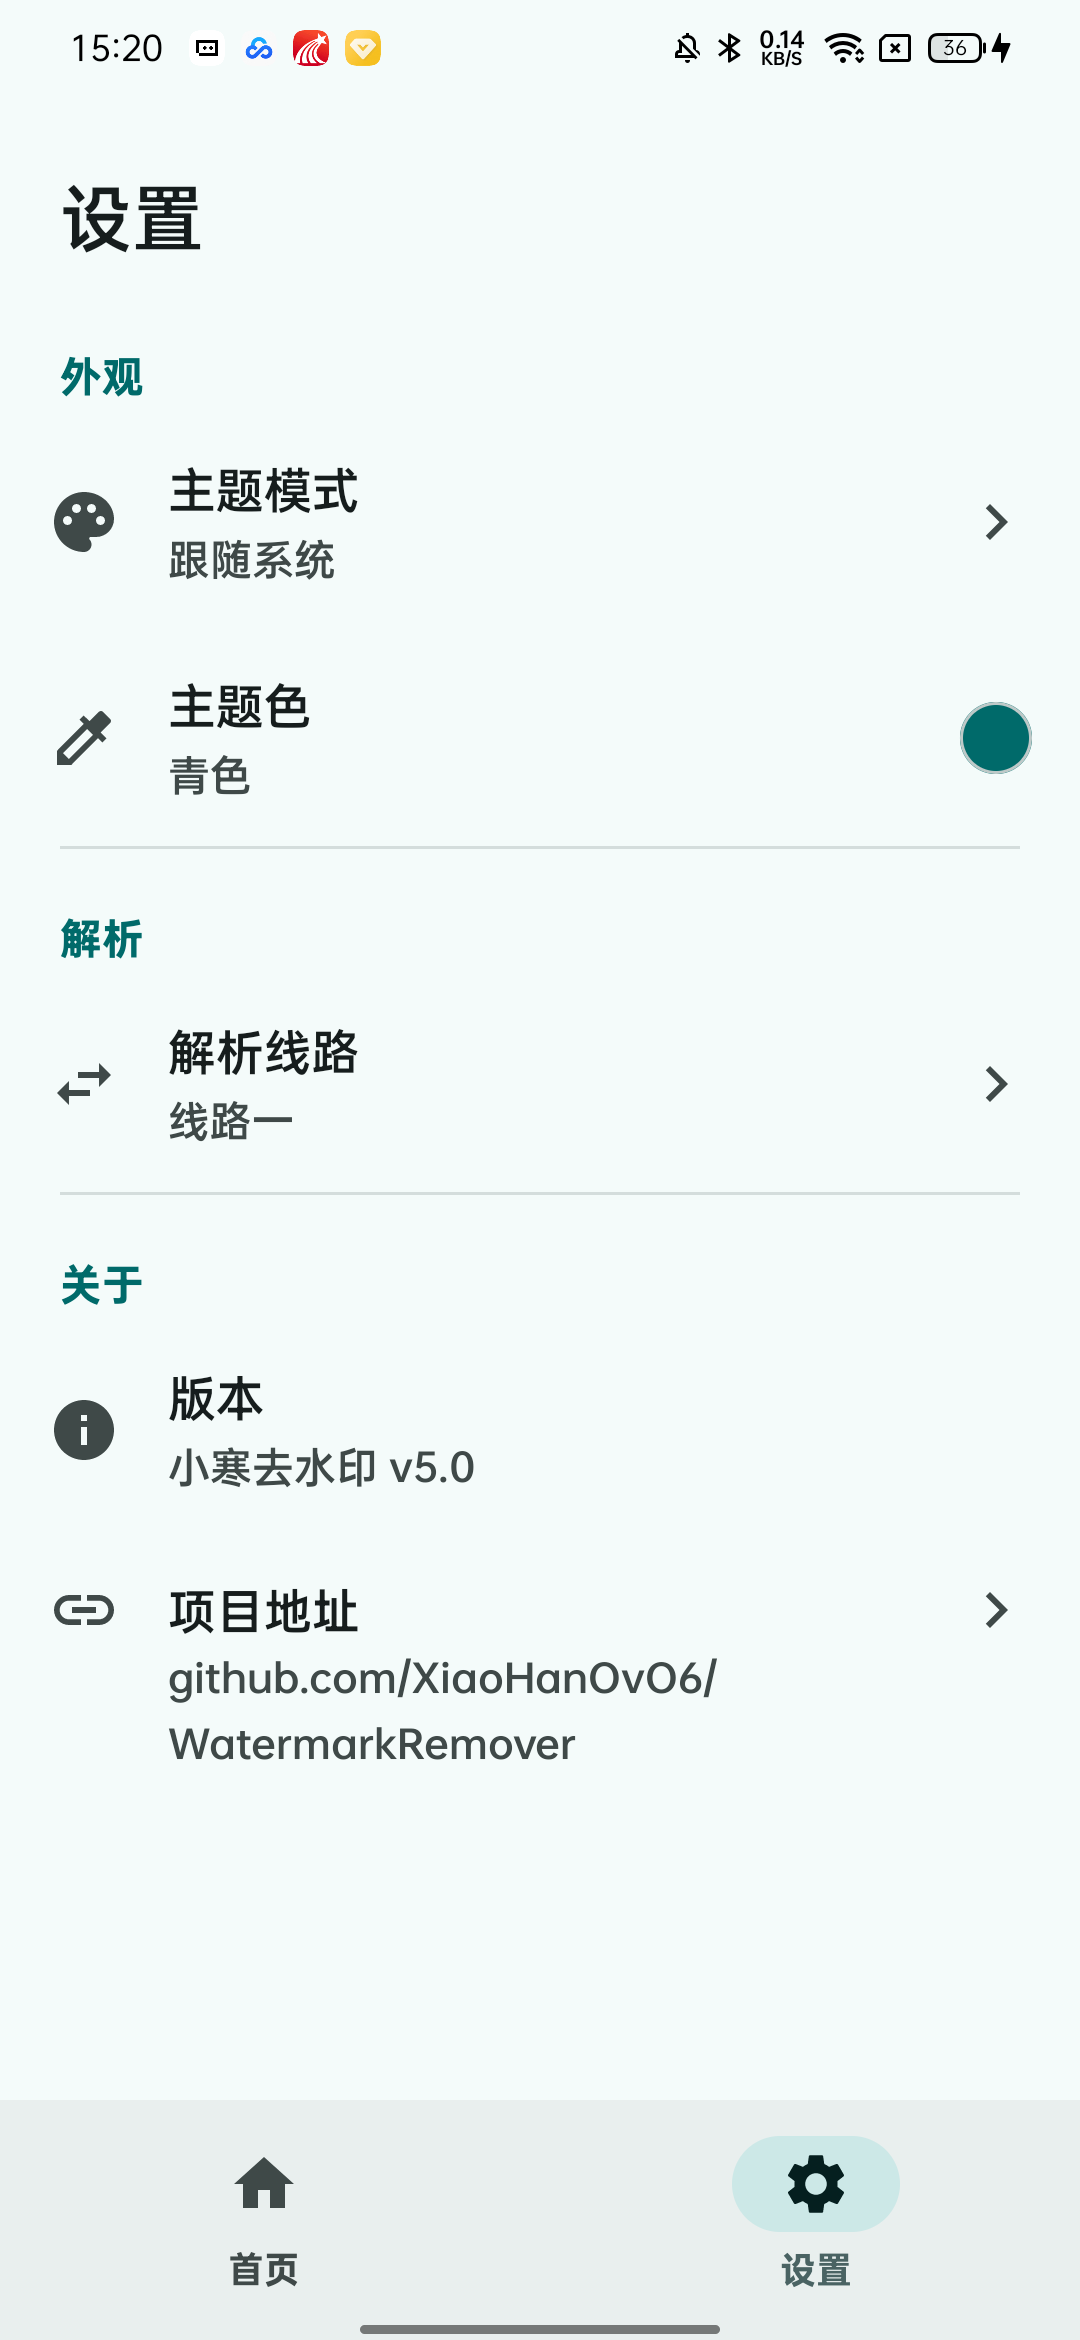 15:20
0.14
KB/S
36
设置
外观
主题模式
跟随系统
主题色
青色
解析
解析线路
线路一
关于
版本
小寒去水印 v5.0
项目地址
github.com/XiaoHanOvO6/
WatermarkRemover
首页
设置